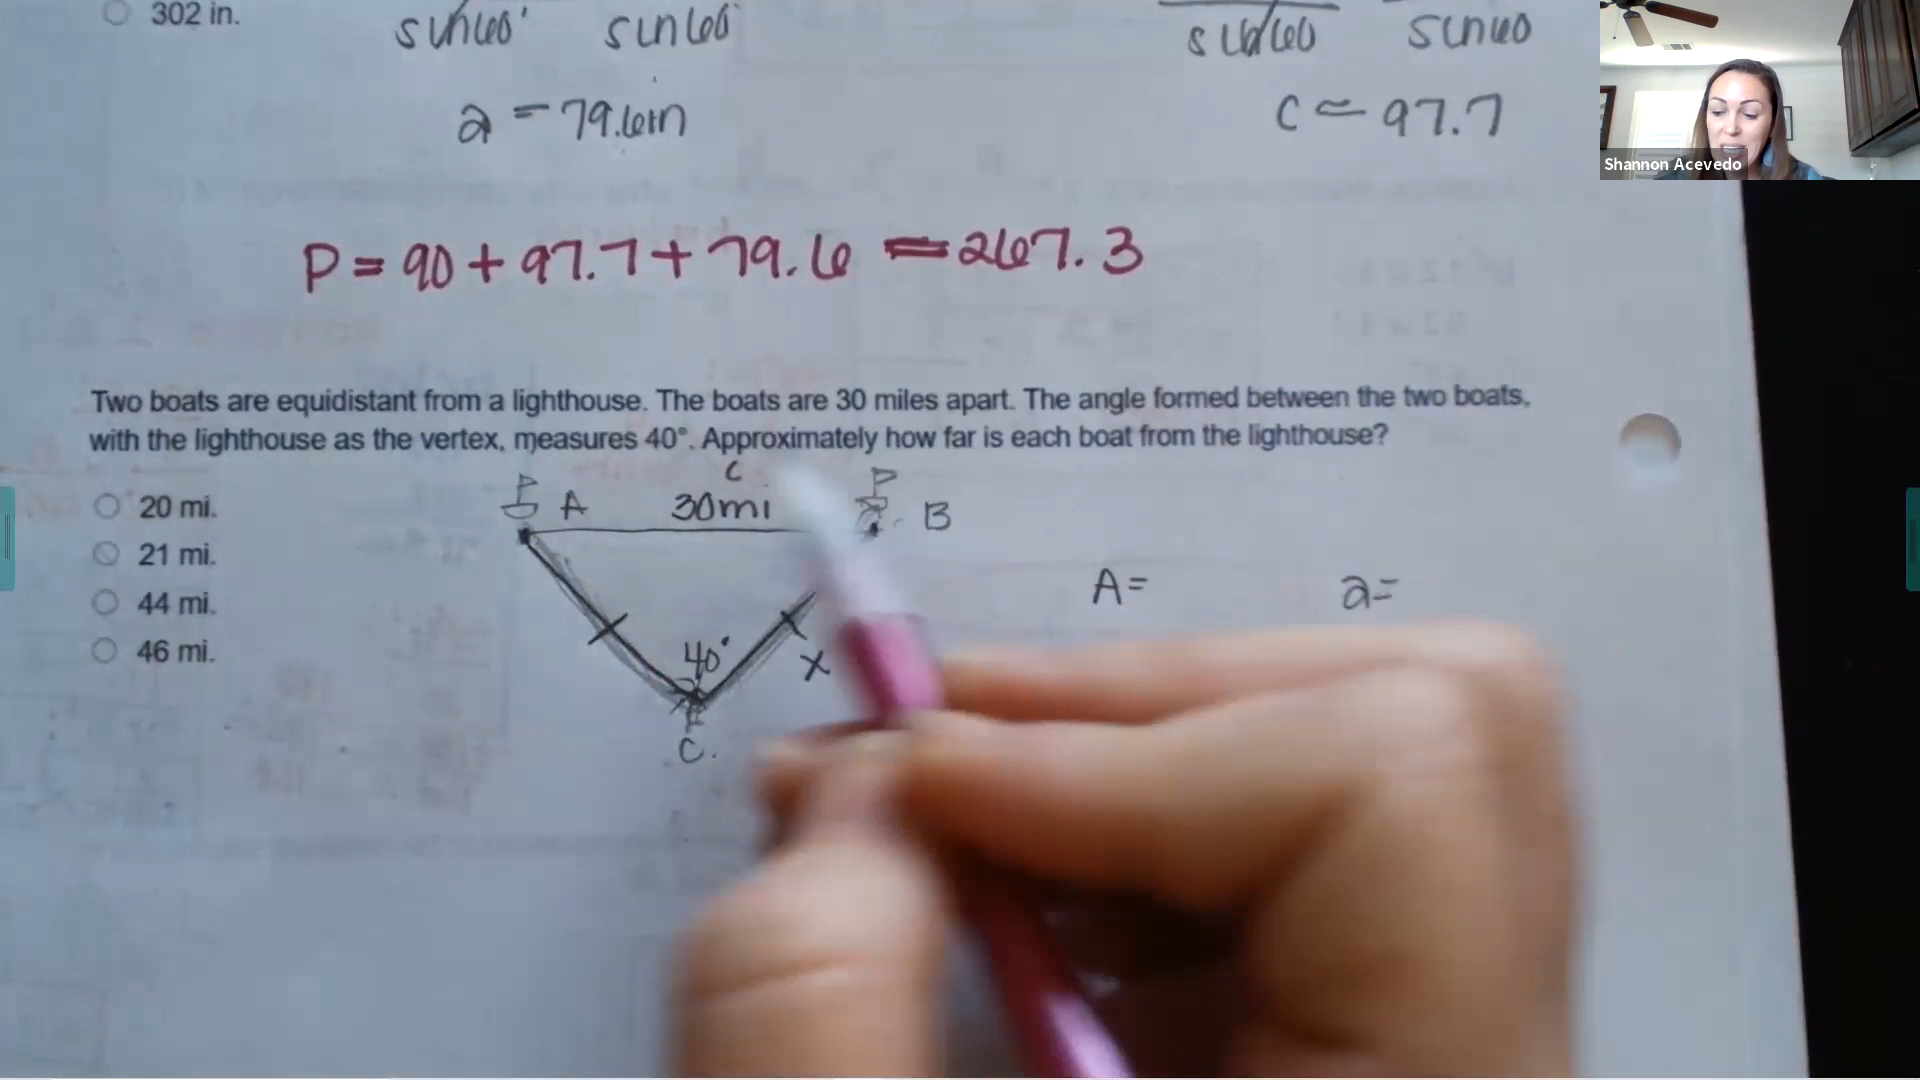 302 in.
sin60° sin60°
sin60 sin60
a = 79.6in
c = 97.7
Shannon Acevedo
P = 90 + 97.7 + 79.6 = 267.3
Two boats are equidistant from a lighthouse. The boats are 30 miles apart. The angle formed between the two boats,
with the lighthouse as the vertex, measures 40°. Approximately how far is each boat from the lighthouse?
20 mi.
21 mi.
44 mi.
46 mi.
c
A 30mi B
40°
x
C.
A= a=